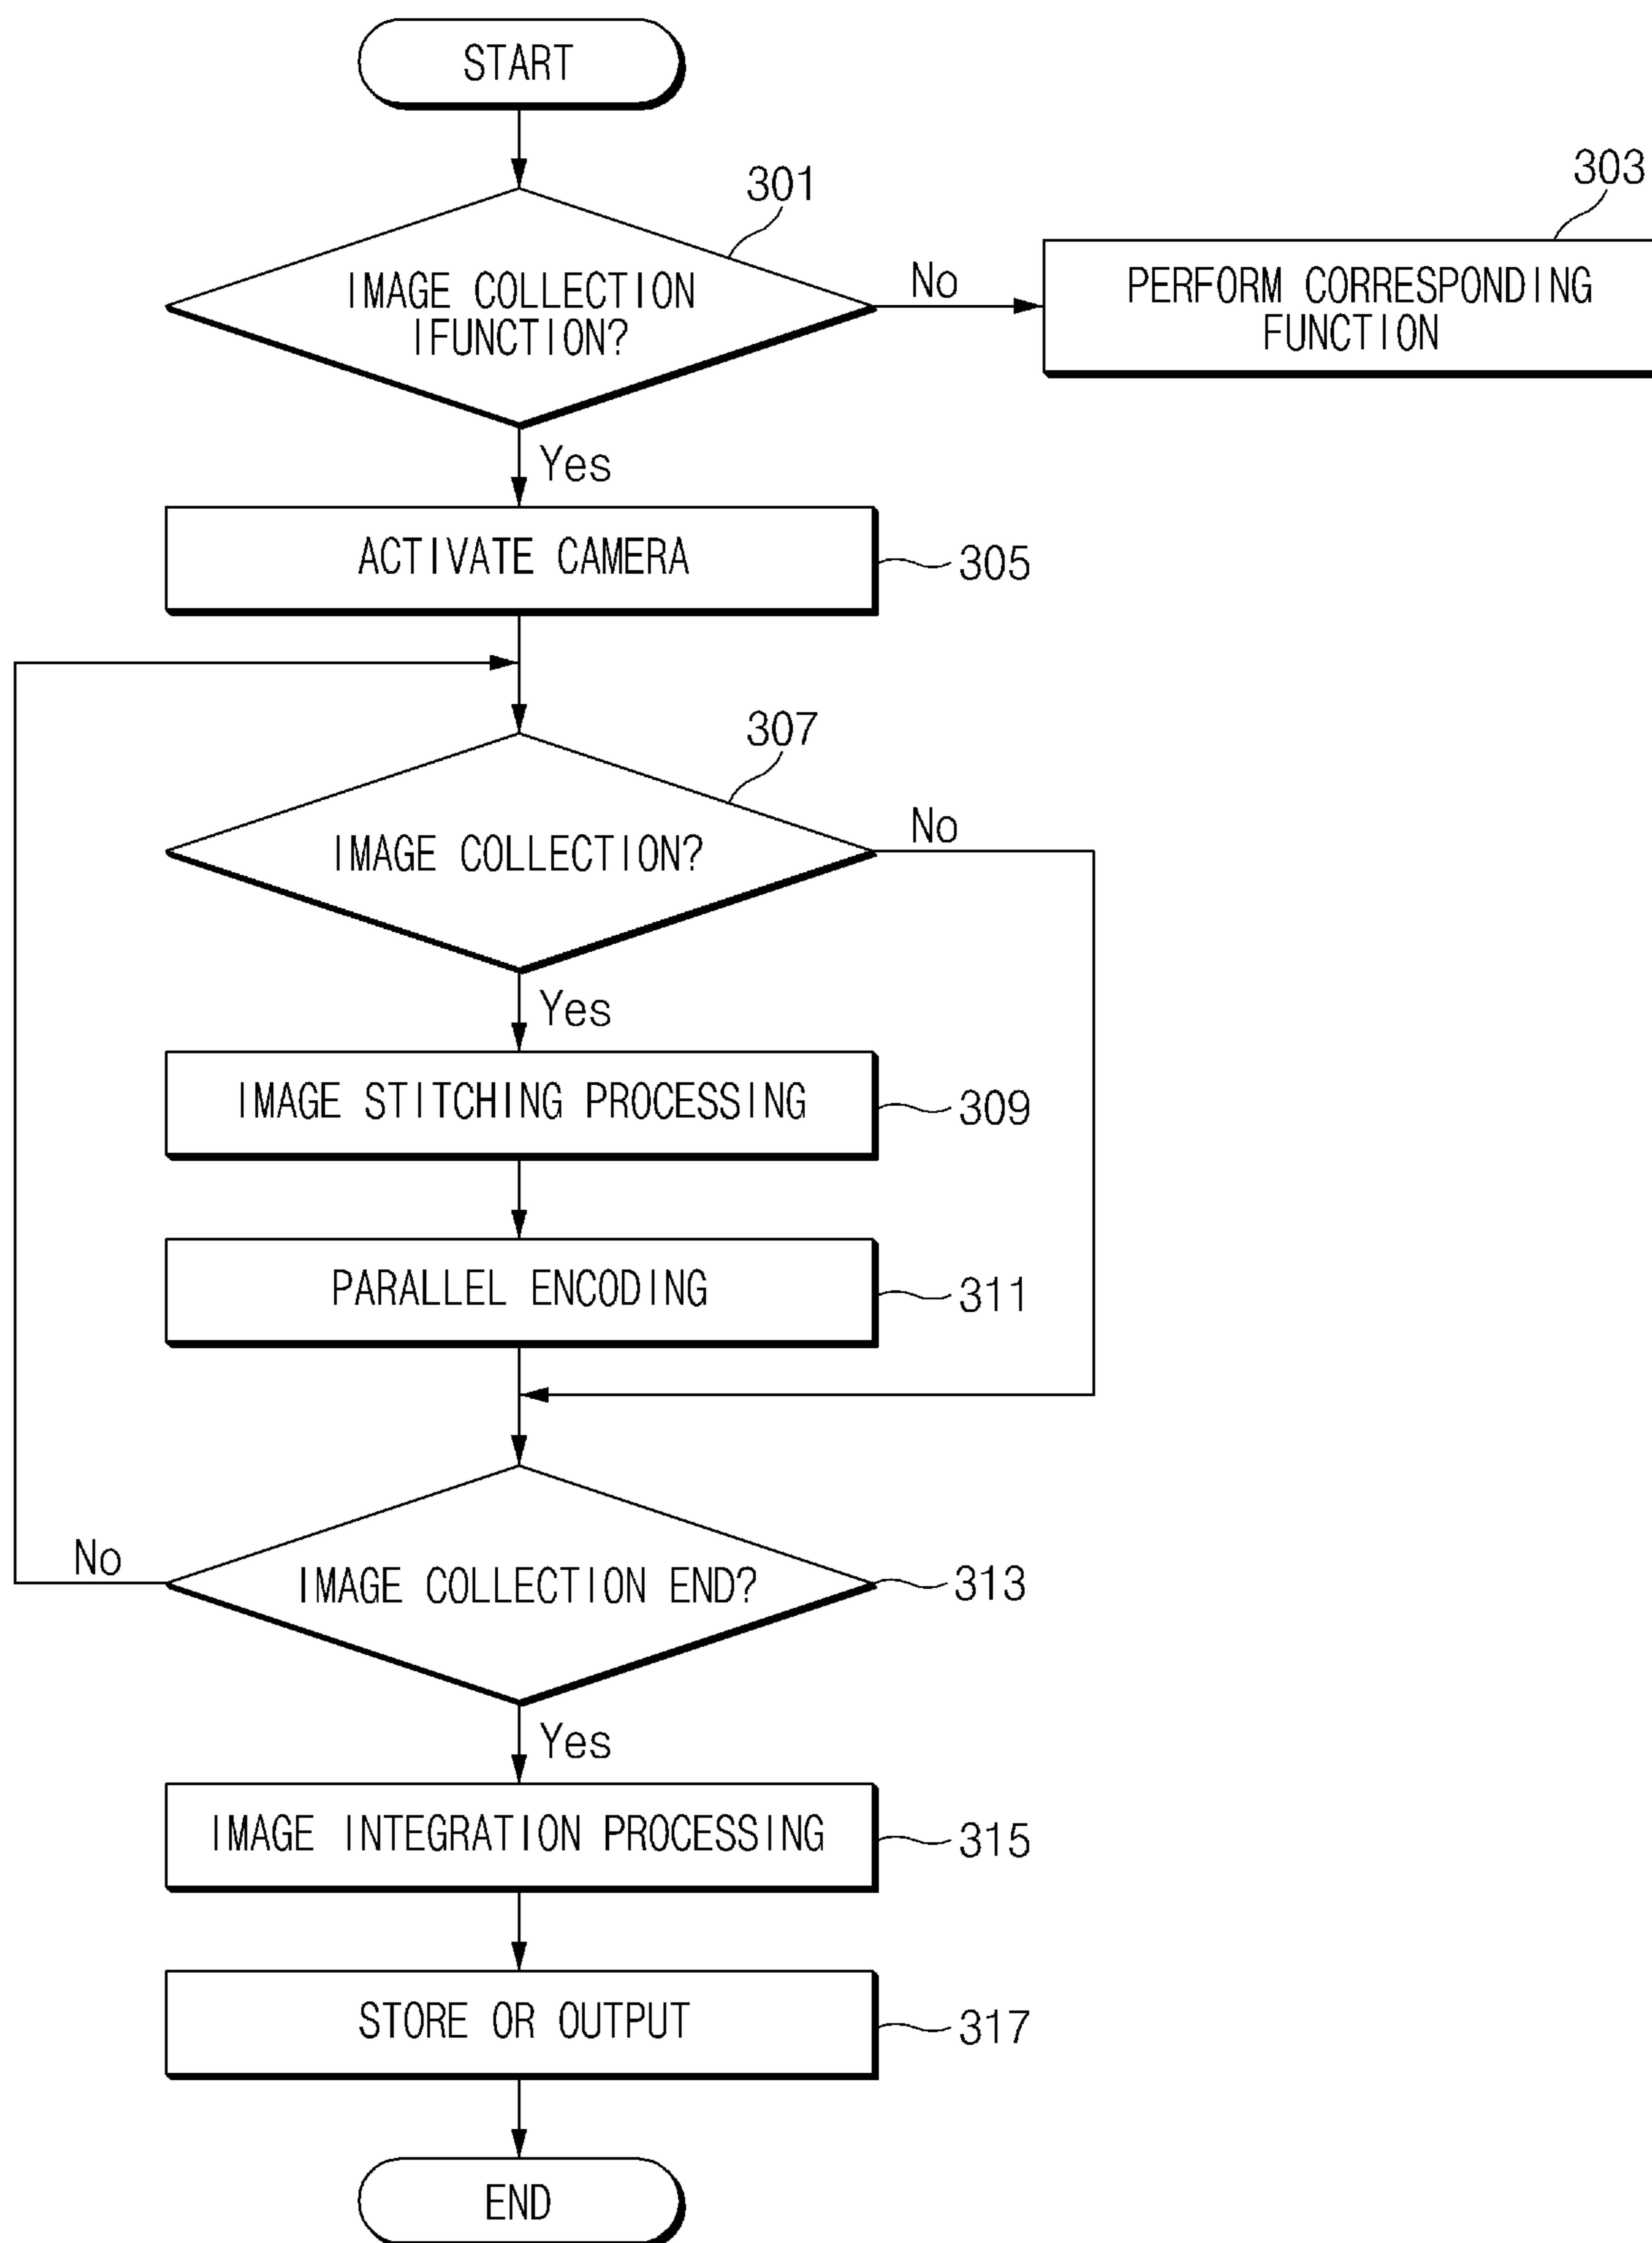 START
301
303
IMAGE COLLECTION
IFUNCTION?
No
PERFORM CORRESPONDING
FUNCTION
Yes
ACTIVATE CAMERA
305
307
IMAGE COLLECTION?
No
Yes
IMAGE STITCHING PROCESSING
309
PARALLEL ENCODING
311
No
IMAGE COLLECTION END?
313
Yes
IMAGE INTEGRATION PROCESSING
315
STORE OR OUTPUT
317
END